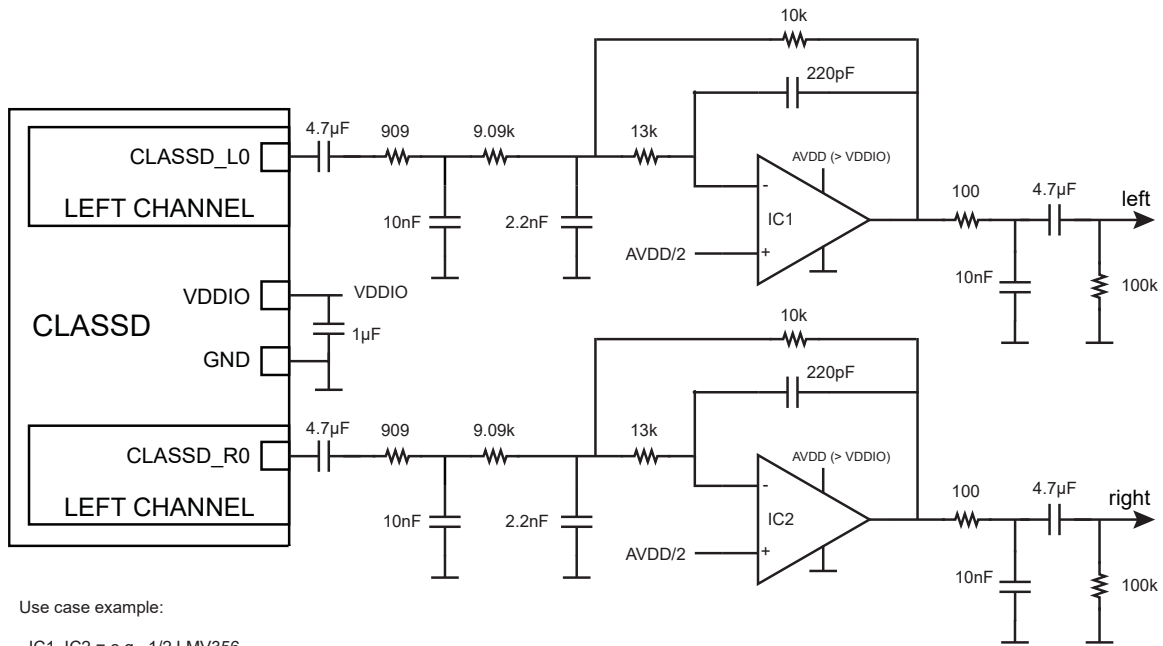 10k
220pF
4.7µF
909
9.09k
13k
CLASSD_L0
LEFT CHANNEL
10nF
2.2nF
AVDD (> VDDIO)
-
IC1
+
AVDD/2
100
4.7µF
left
10nF
100k
VDDIO
VDDIO
1µF
CLASSD
GND
10k
220pF
4.7µF
909
9.09k
13k
CLASSD_R0
LEFT CHANNEL
10nF
2.2nF
AVDD (> VDDIO)
-
IC2
+
AVDD/2
100
4.7µF
right
10nF
100k
Use case example: